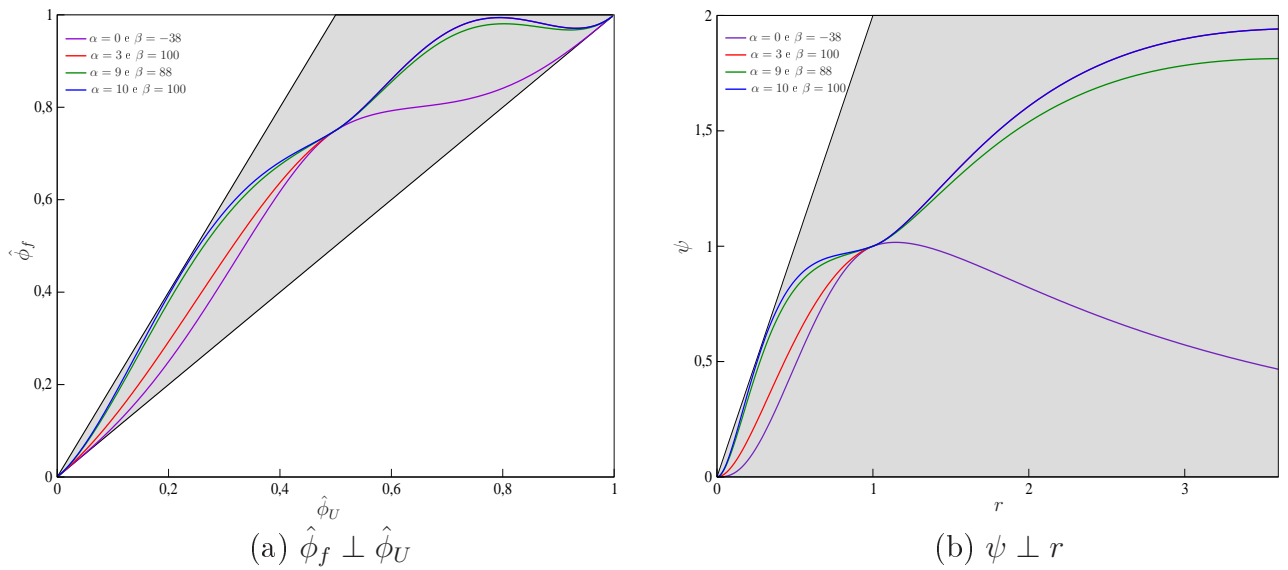 1
0,8
0,6
0,4
0,2
0
α = 0 e β = −38
α = 3 e β = 100
α = 9 e β = 88
α = 10 e β = 100
0 0,2 0,4 0,6 0,8 1
ϕ̂_f
ϕ̂_U
(a) ϕ̂_f ⊥ ϕ̂_U
2
1,5
1
0,5
0
α = 0 e β = −38
α = 3 e β = 100
α = 9 e β = 88
α = 10 e β = 100
0 1 2 3
ψ
r
(b) ψ ⊥ r